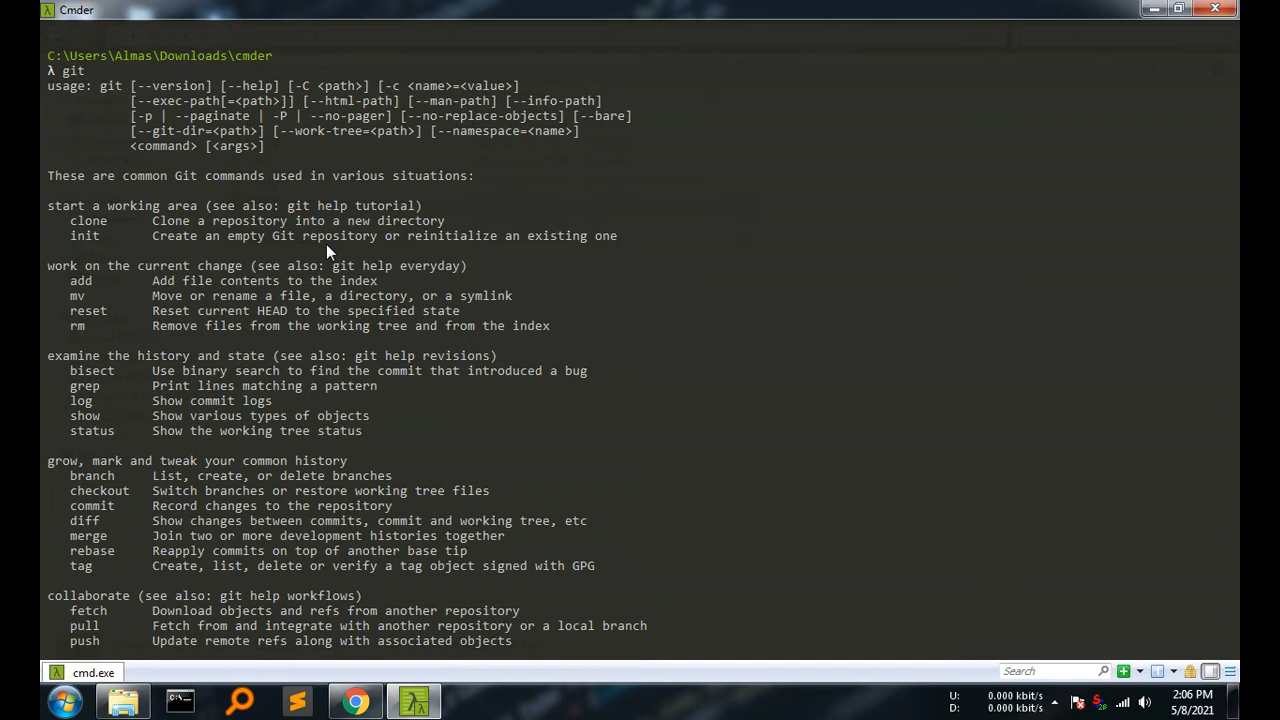 Cmder
C:\Users\Almas\Downloads\cmder
λ git
usage: git [--version] [--help] [-C <path>] [-c <name>=<value>]
           [--exec-path[=<path>]] [--html-path] [--man-path] [--info-path]
           [-p | --paginate | -P | --no-pager] [--no-replace-objects] [--bare]
           [--git-dir=<path>] [--work-tree=<path>] [--namespace=<name>]
           <command> [<args>]
These are common Git commands used in various situations:
start a working area (see also: git help tutorial)
   clone      Clone a repository into a new directory
   init       Create an empty Git repository or reinitialize an existing one
work on the current change (see also: git help everyday)
   add        Add file contents to the index
   mv         Move or rename a file, a directory, or a symlink
   reset      Reset current HEAD to the specified state
   rm         Remove files from the working tree and from the index
examine the history and state (see also: git help revisions)
   bisect     Use binary search to find the commit that introduced a bug
   grep       Print lines matching a pattern
   log        Show commit logs
   show       Show various types of objects
   status     Show the working tree status
grow, mark and tweak your common history
   branch     List, create, or delete branches
   checkout   Switch branches or restore working tree files
   commit     Record changes to the repository
   diff       Show changes between commits, commit and working tree, etc
   merge      Join two or more development histories together
   rebase     Reapply commits on top of another base tip
   tag        Create, list, delete or verify a tag object signed with GPG
collaborate (see also: git help workflows)
   fetch      Download objects and refs from another repository
   pull       Fetch from and integrate with another repository or a local branch
   push       Update remote refs along with associated objects
λ cmd.exe
Search
U: 0.000 kbit/s
D: 0.000 kbit/s
2:06 PM
5/8/2021